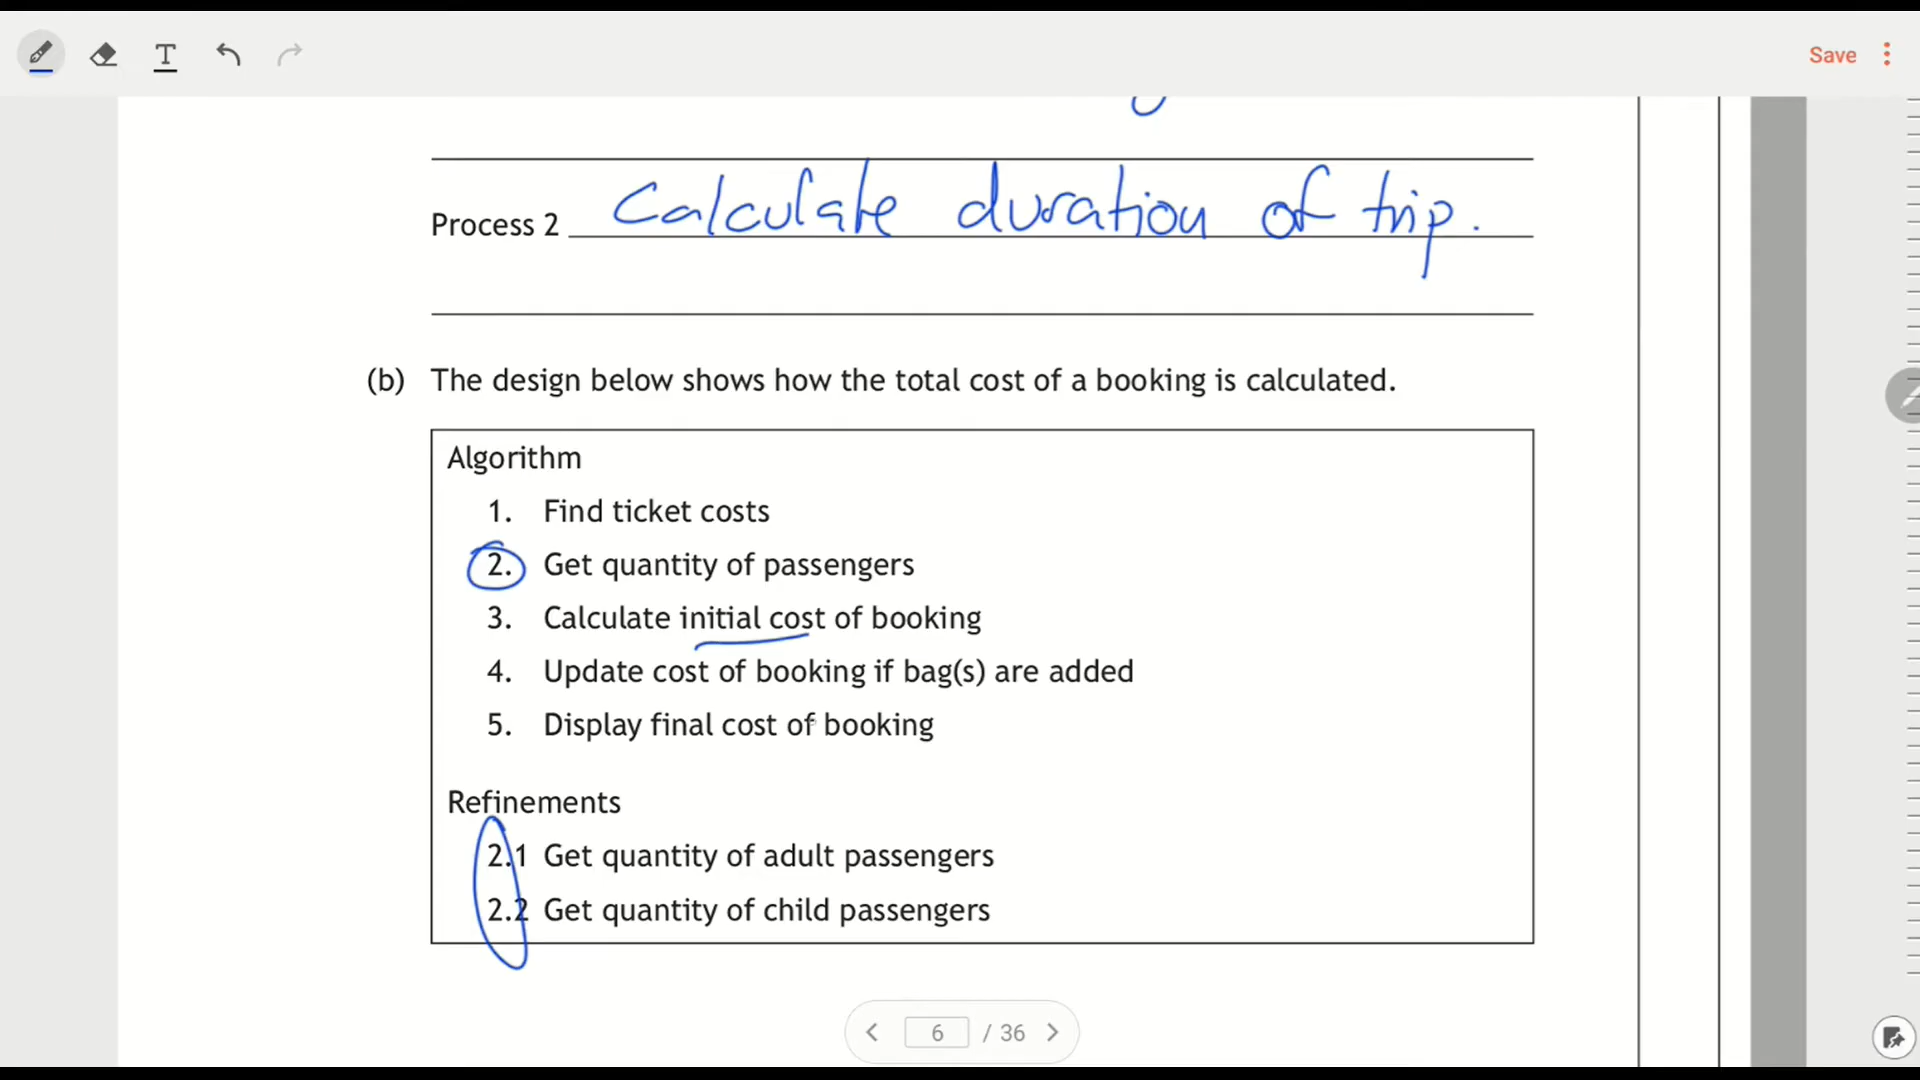 T
Save
Process 2 Calculate duration of trip.
(b) The design below shows how the total cost of a booking is calculated.
Algorithm
1. Find ticket costs
2. Get quantity of passengers
3. Calculate initial cost of booking
4. Update cost of booking if bag(s) are added
5. Display final cost of booking
Refinements
2.1 Get quantity of adult passengers
2.2 Get quantity of child passengers
6 / 36